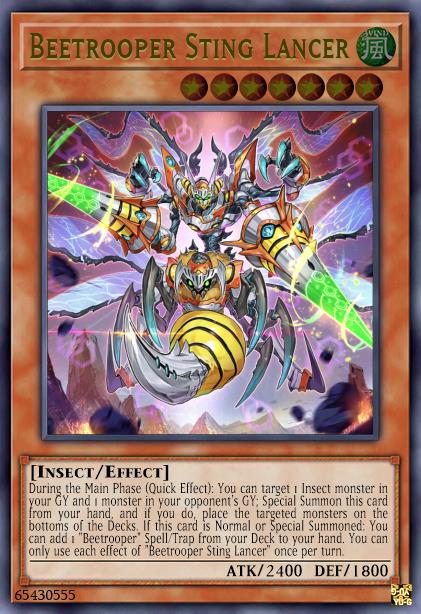 BEETROOPER STING LANCER
WIND
風
[INSECT/EFFECT]
During the Main Phase (Quick Effect): You can target 1 Insect monster in
your GY and 1 monster in your opponent's GY; Special Summon this card
from your hand, and if you do, place the targeted monsters on the
bottoms of the Decks. If this card is Normal or Special Summoned: You
can add 1 "Beetrooper" Spell/Trap from your Deck to your hand. You can
only use each effect of "Beetrooper Sting Lancer" once per turn.
ATK/2400 DEF/1800
65430555